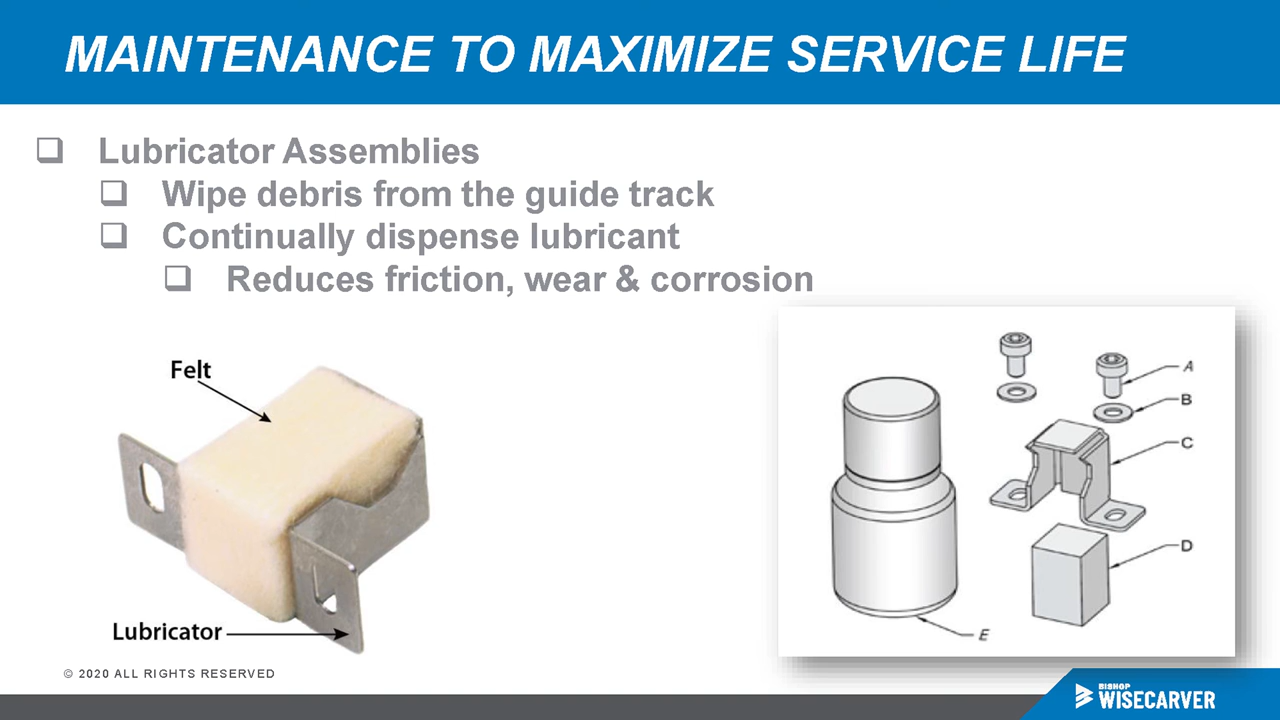 MAINTENANCE TO MAXIMIZE SERVICE LIFE
Lubricator Assemblies
Wipe debris from the guide track
Continually dispense lubricant
Reduces friction, wear & corrosion
Felt
Lubricator
A
B
C
D
E
© 2020 ALL RIGHTS RESERVED
BISHOP
WISECARVER